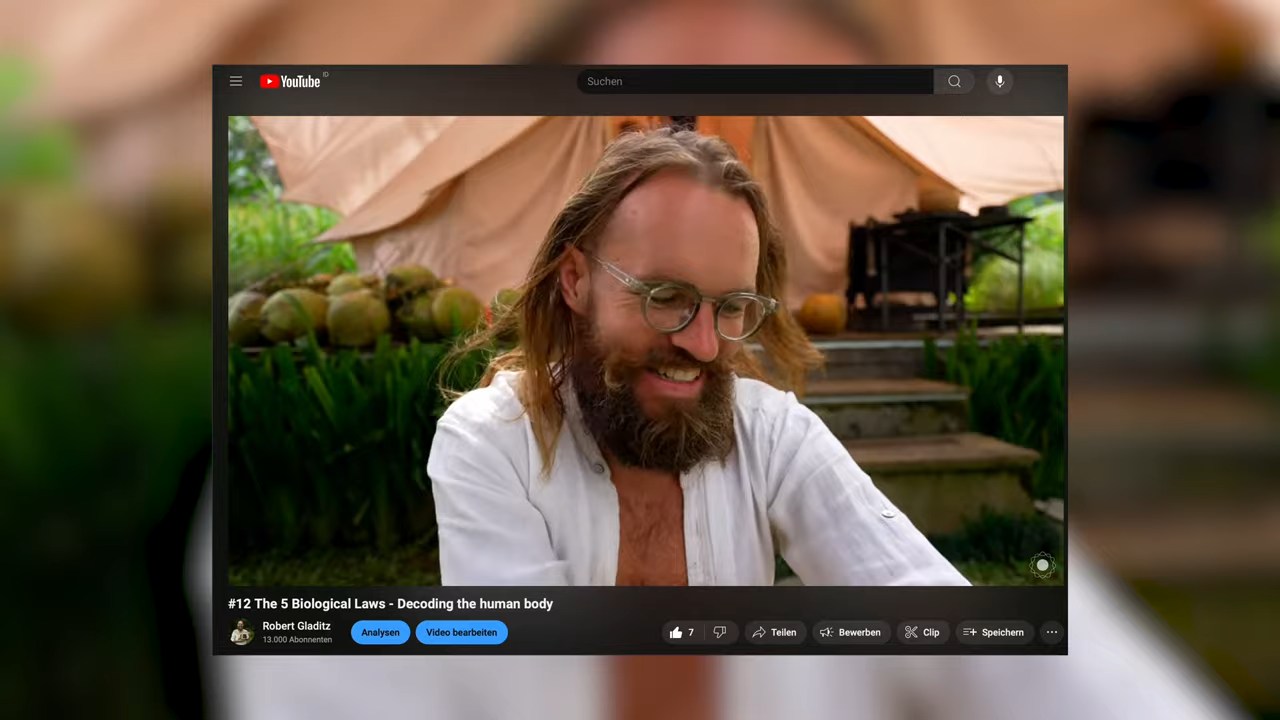 YouTube ID
Suchen
#12 The 5 Biological Laws - Decoding the human body
Robert Gladitz
13.000 Abonnenten
Analysen
Video bearbeiten
7
Teilen
Bewerben
Clip
Speichern